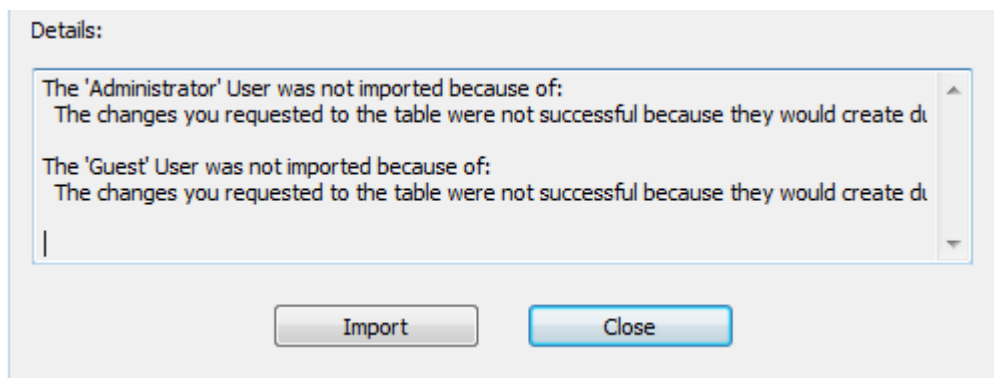 Details:
The 'Administrator' User was not imported because of:
The changes you requested to the table were not successful because they would create
The 'Guest' User was not imported because of:
The changes you requested to the table were not successful because they would create
Import
Close